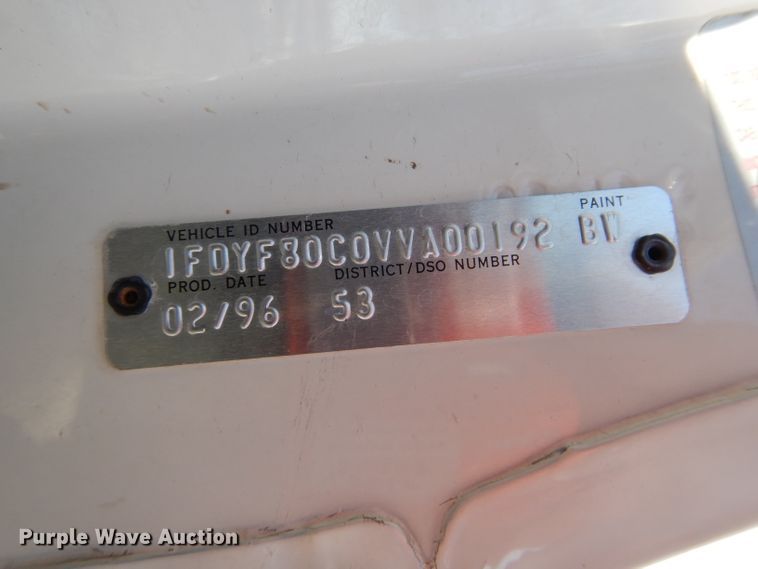 VEHICLE ID NUMBER PAINT
1FDYF80C0VVA00192 BW
PROD. DATE DISTRICT/DSO NUMBER
02/96 53
Purple Wave Auction